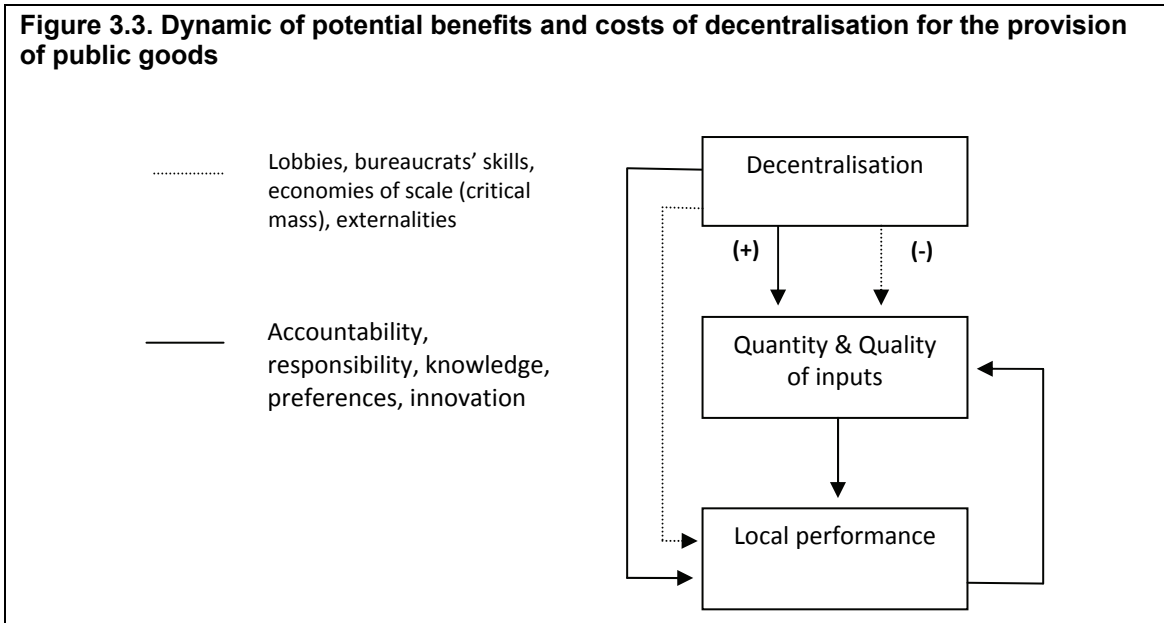 Figure 3.3. Dynamic of potential benefits and costs of decentralisation for the provision
of public goods
Lobbies, bureaucrats’ skills,
economies of scale (critical
mass), externalities
Accountability,
responsibility, knowledge,
preferences, innovation
Decentralisation
(+)
(-)
Quantity & Quality
of inputs
Local performance